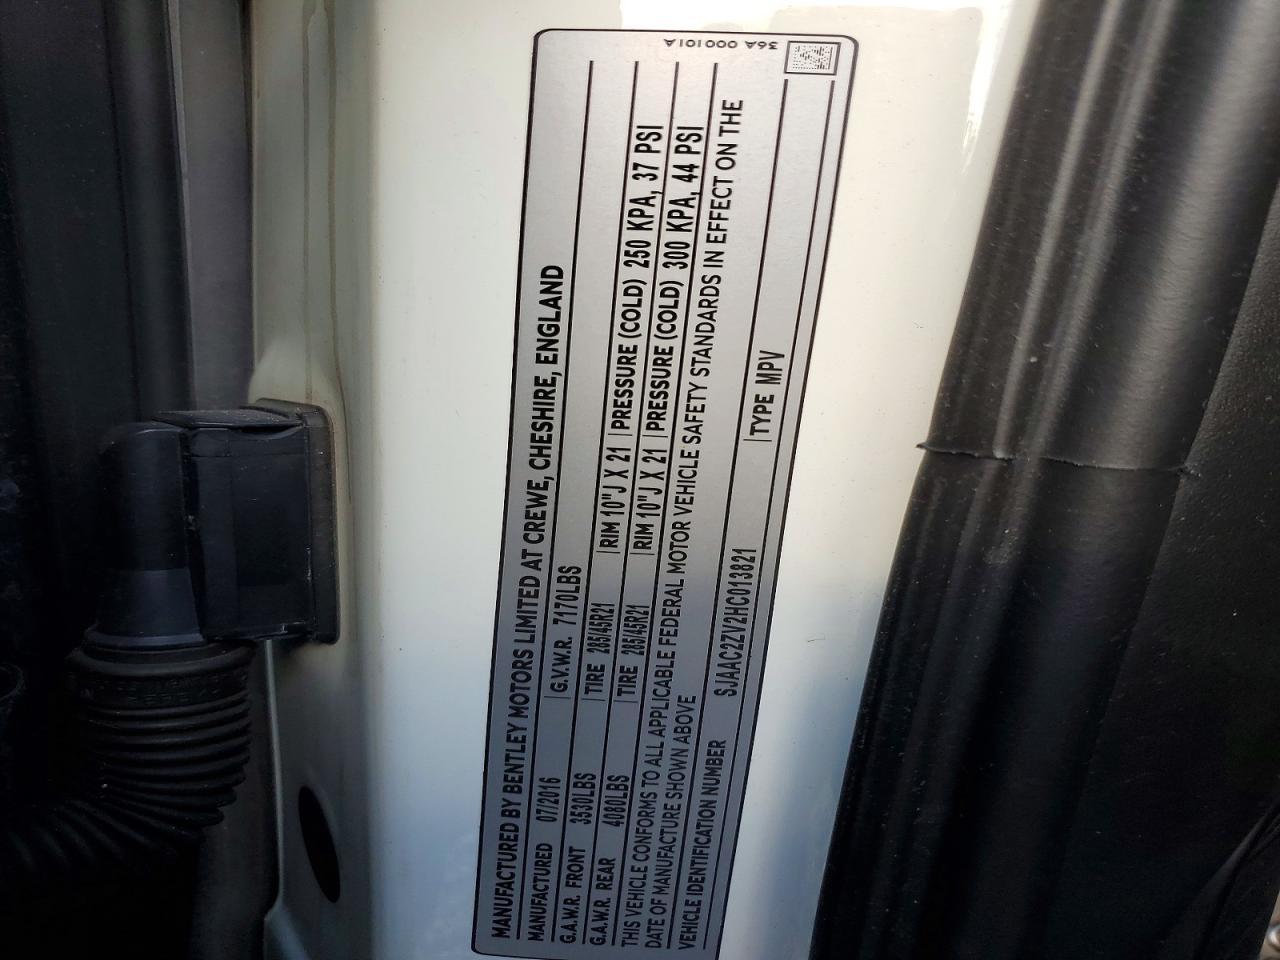 MANUFACTURED BY BENTLEY MOTORS LIMITED AT CREWE, CHESHIRE, ENGLAND
MANUFACTURED 07/2016 G.V.W.R. 7170LBS
G.A.W.R. FRONT 3530LBS TIRE 285/45R21 RIM 10"J X 21 PRESSURE (COLD) 250 KPA, 37 PSI
G.A.W.R. REAR 4080LBS TIRE 285/45R21 RIM 10"J X 21 PRESSURE (COLD) 300 KPA, 44 PSI
THIS VEHICLE CONFORMS TO ALL APPLICABLE FEDERAL MOTOR VEHICLE SAFETY STANDARDS IN EFFECT ON THE
DATE OF MANUFACTURE SHOWN ABOVE
VEHICLE IDENTIFICATION NUMBER SJAAC2ZV2HC013821 TYPE MPV
36A 000101A